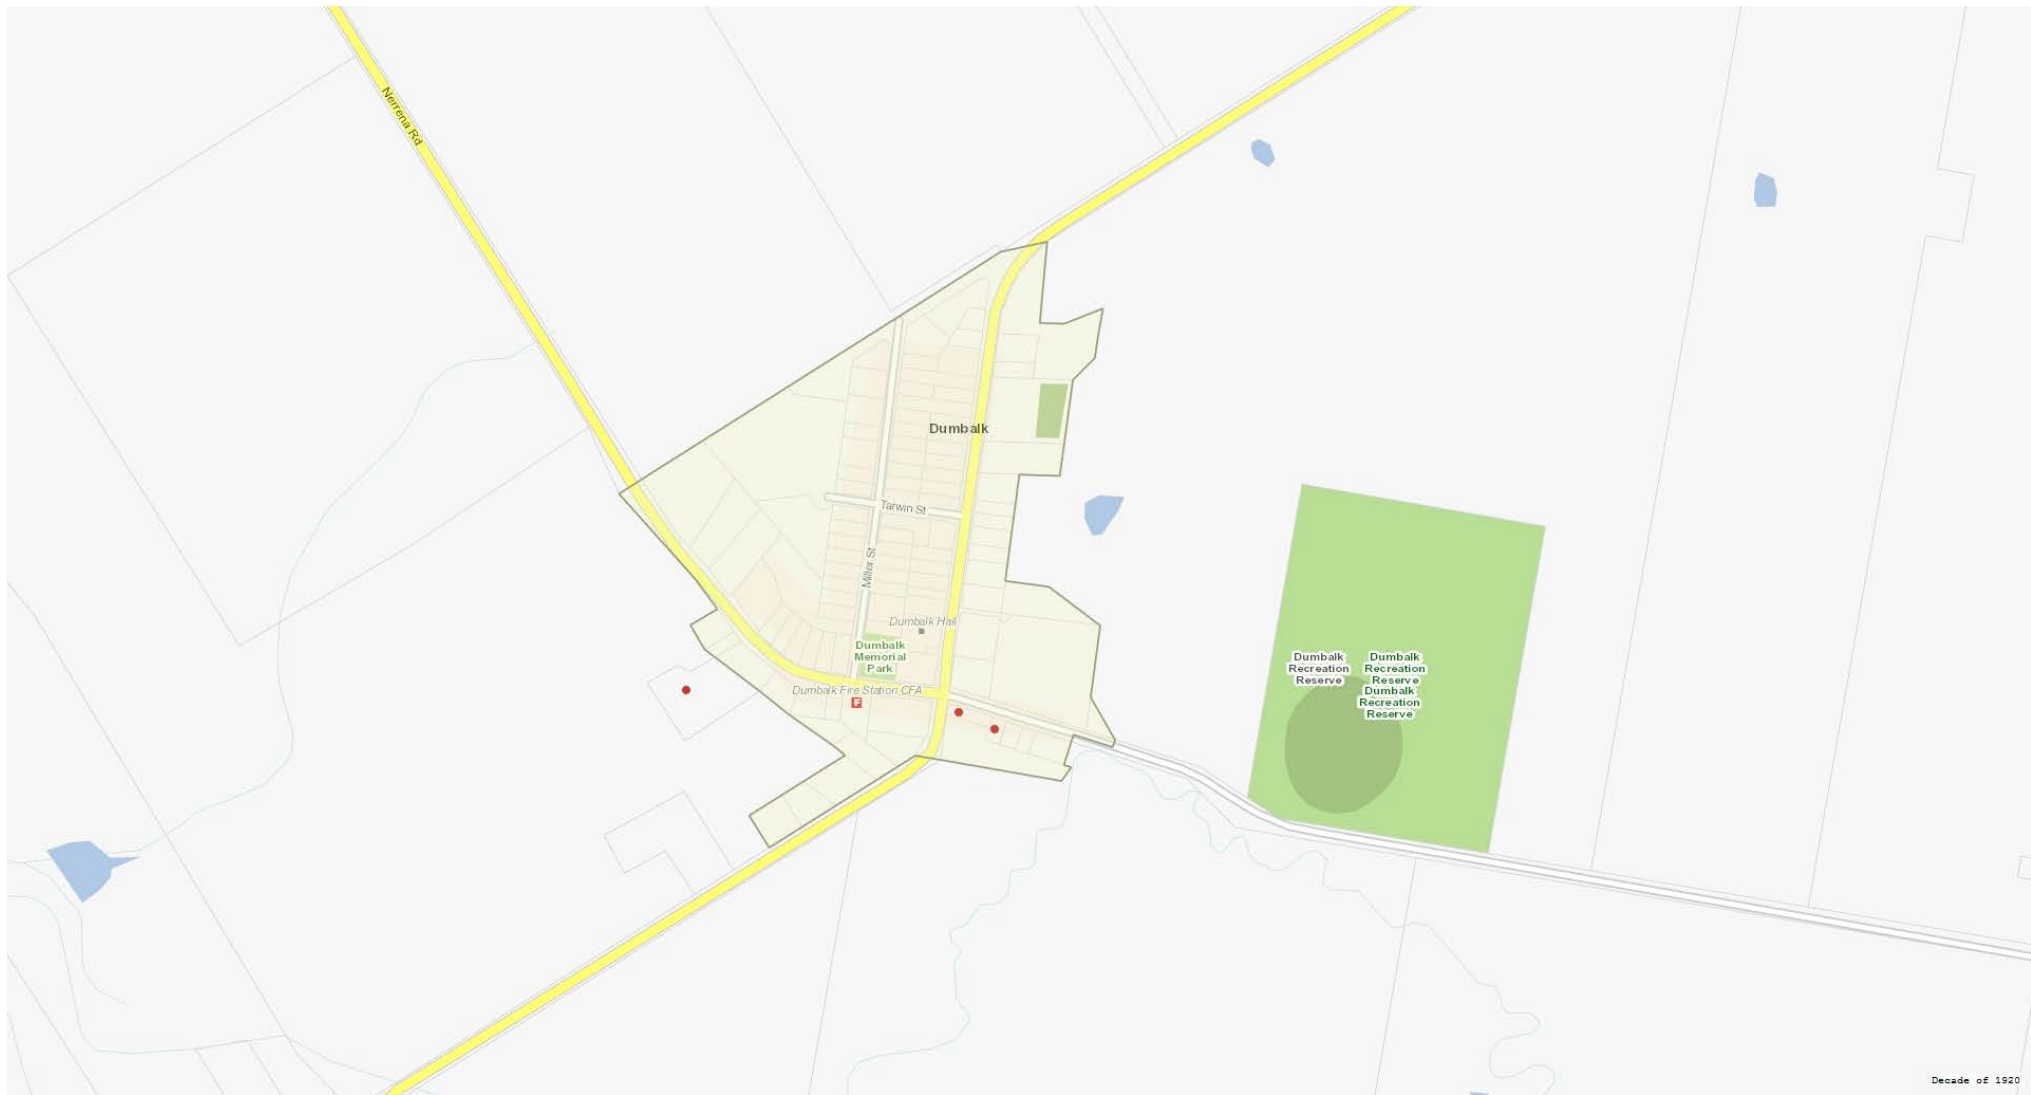 Nerrena Rd
Dumbalk
Tarwin St
Miller St
Dumbalk Hall
Dumbalk
Memorial
Park
Dumbalk Fire Station CFA
F
Dumbalk
Recreation
Reserve
Dumbalk
Recreation
Reserve
Dumbalk
Recreation
Reserve
Decade of 1920